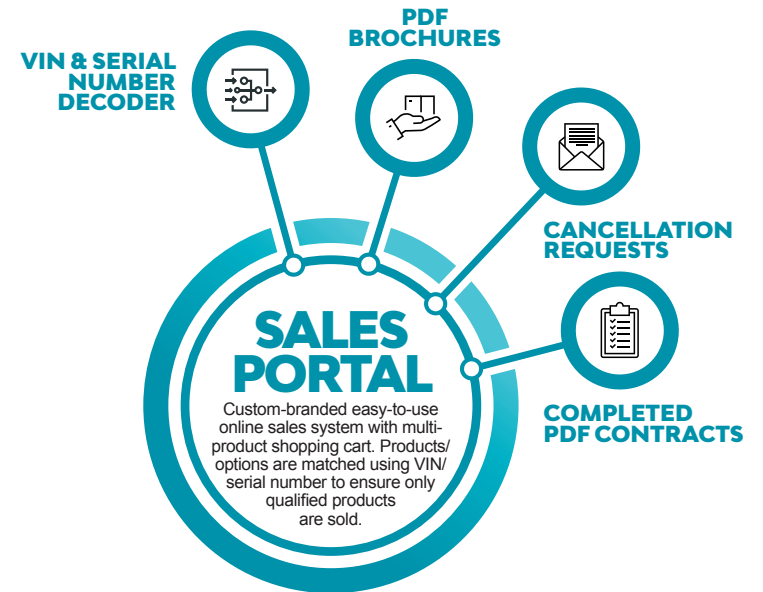 PDF
BROCHURES
VIN & SERIAL
NUMBER
DECODER
CANCELLATION
REQUESTS
COMPLETED
PDF CONTRACTS
SALES
PORTAL
Custom-branded easy-to-use
online sales system with multi-
product shopping cart. Products/
options are matched using VIN/
serial number to ensure only
qualified products
are sold.